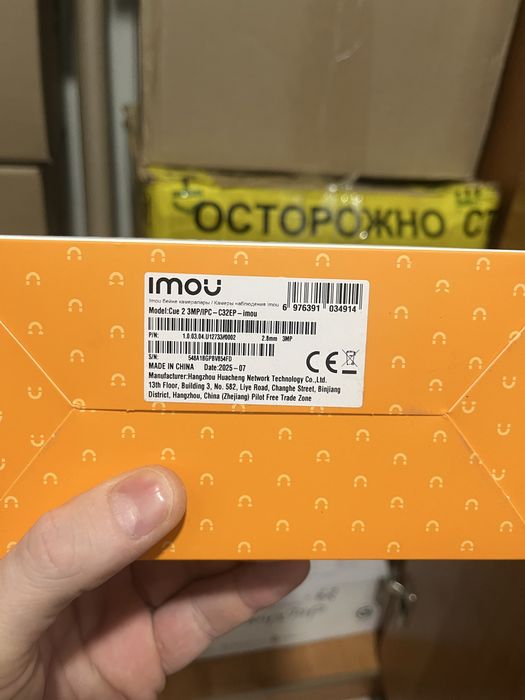 ОСТОРОЖНО СТ
imou
Imou бейне камералары / Камеры наблюдения Imou
6 976391 034914
Model:Cue 2 3MP/IPC-C32EP-imou
P/N: 1.0.03.04.U12733/0002 2.8mm 3MP
S/N: 548A1BGPBV854FD
MADE IN CHINA Date:2025-07
CE
Manufacturer:Hangzhou Huacheng Network Technology Co.,Ltd.
13th Floor, Building 3, No. 582, Liye Road, Changhe Street, Binjiang
District, Hangzhou, China (Zhejiang) Pilot Free Trade Zone